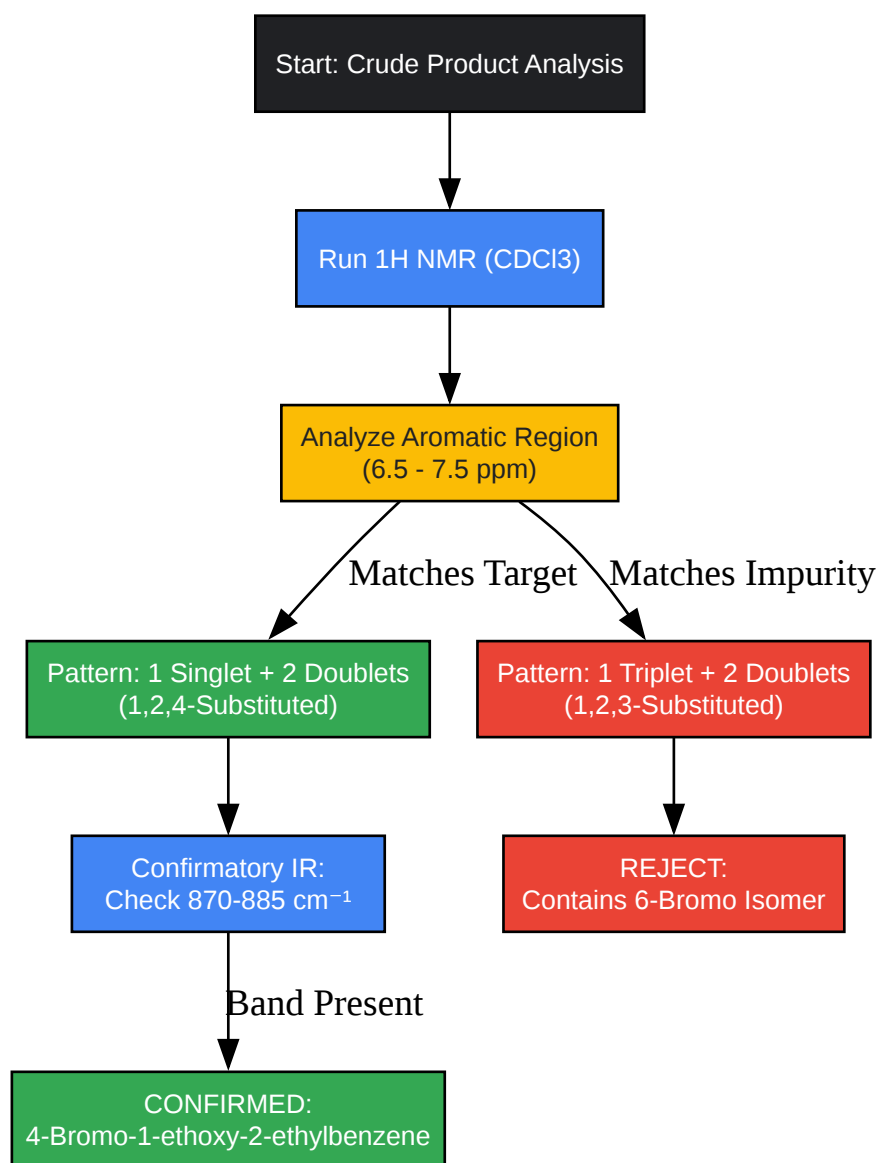 Start: Crude Product Analysis
Run 1H NMR (CDCl3)
Analyze Aromatic Region
(6.5 - 7.5 ppm)
Matches Target
Matches Impurity
Pattern: 1 Singlet + 2 Doublets
(1,2,4-Substituted)
Pattern: 1 Triplet + 2 Doublets
(1,2,3-Substituted)
Confirmatory IR:
Check 870-885 cm⁻¹
REJECT:
Contains 6-Bromo Isomer
Band Present
CONFIRMED:
4-Bromo-1-ethoxy-2-ethylbenzene